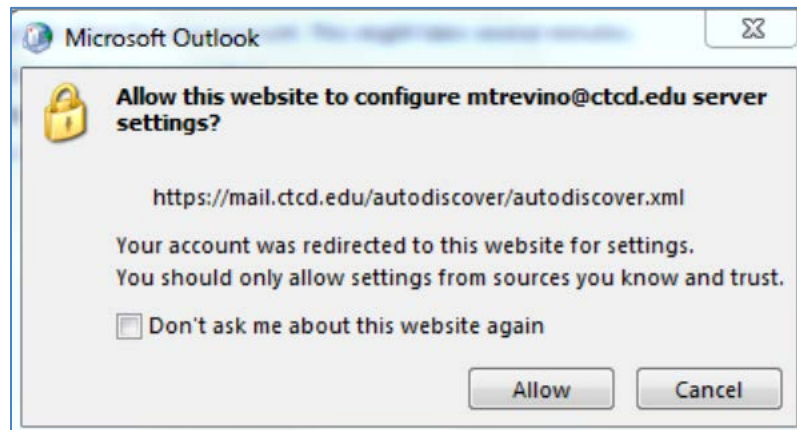 Microsoft Outlook
Allow this website to configure mtrevino@ctcd.edu server
settings?
https://mail.ctcd.edu/autodiscover/autodiscover.xml
Your account was redirected to this website for settings.
You should only allow settings from sources you know and trust.
Don't ask me about this website again
Allow Cancel